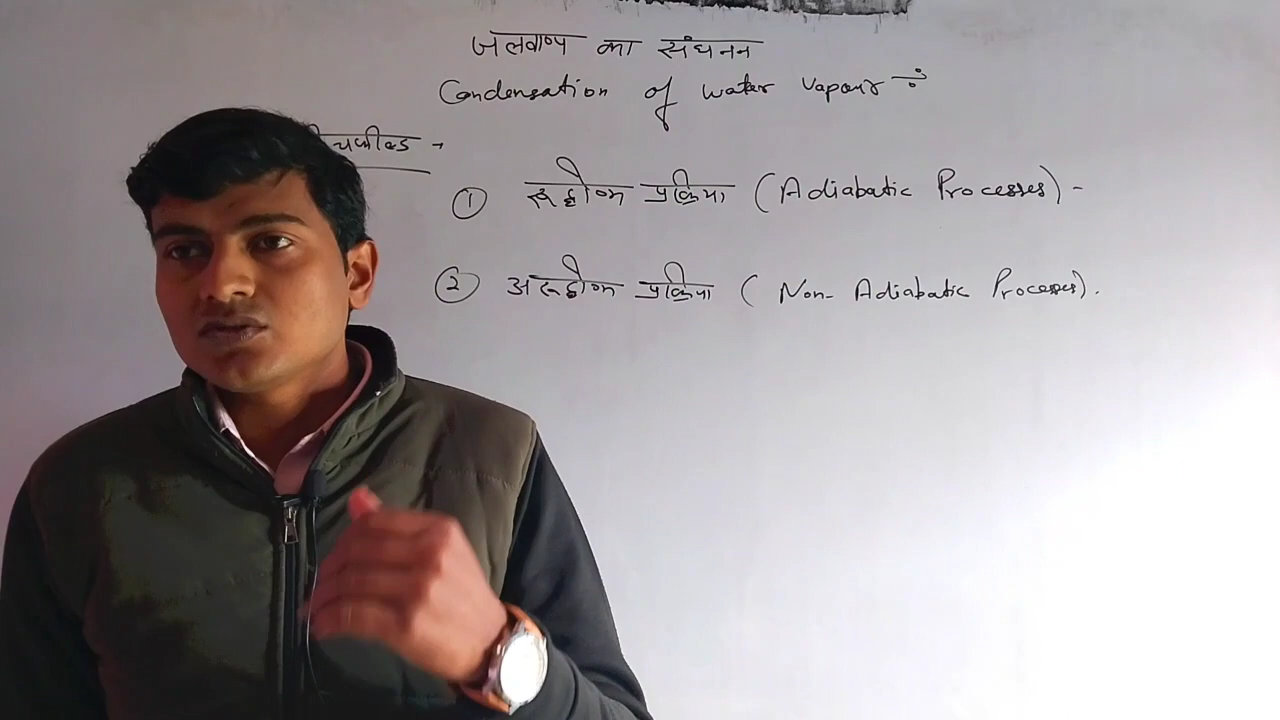 जलवाष्प का संघनन
Condensation of water Vapour ÷
① रूद्धोष्म प्रक्रिया (Adiabatic Processes) -
② अरूद्धोष्म प्रक्रिया ( Non- Adiabatic Processes).